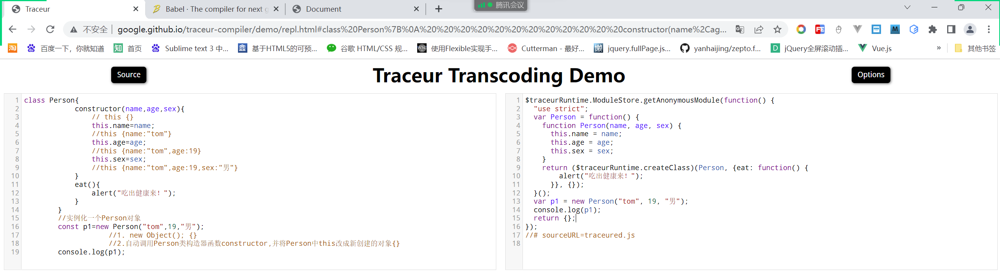 腾讯会议
Traceur
Babel · The compiler for next g
Document
不安全 google.github.io/traceur-compiler/demo/repl.html#class%20Person%7B%0A%20%20%20%20%20%20%20%20%20%20%20%20constructor(name%2Cag...
淘 百度一下，你就知道 知 首页 Sublime text 3 中... 鑫 基于HTML5的可预... 谷歌 HTML/CSS 规... W3C 使用Flexible实现手... Cutterman - 最好... 懒 jquery.fullPage.js... yanhaijing/zepto.f... D jQuery全屏滚动插... Vue.js » 其他书签
Source
Traceur Transcoding Demo
Options
1 class Person{
2 constructor(name,age,sex){
3 // this {}
4 this.name=name;
5 //this {name:"tom"}
6 this.age=age;
7 //this {name:"tom",age:19}
8 this.sex=sex;
9 //this {name:"tom",age:19,sex:"男"}
10 }
11 eat(){
12 alert("吃出健康来! ");
13 }
14 }
15 //实例化一个Person对象
16 const p1=new Person("tom",19,"男");
17 //1. new Object(); {}
18 //2.自动调用Person类构造器函数constructor,并将Person中this改成新创建的对象{}
19 console.log(p1);
1 $traceurRuntime.ModuleStore.getAnonymousModule(function() {
2 "use strict";
3 var Person = function() {
4 function Person(name, age, sex) {
5 this.name = name;
6 this.age = age;
7 this.sex = sex;
8 }
9 return ($traceurRuntime.createClass)(Person, {eat: function() {
10 alert("吃出健康来! ");
11 }}, {});
12 }();
13 var p1 = new Person("tom", 19, "男");
14 console.log(p1);
15 return {};
16 });
17 //# sourceURL=traceured.js
18